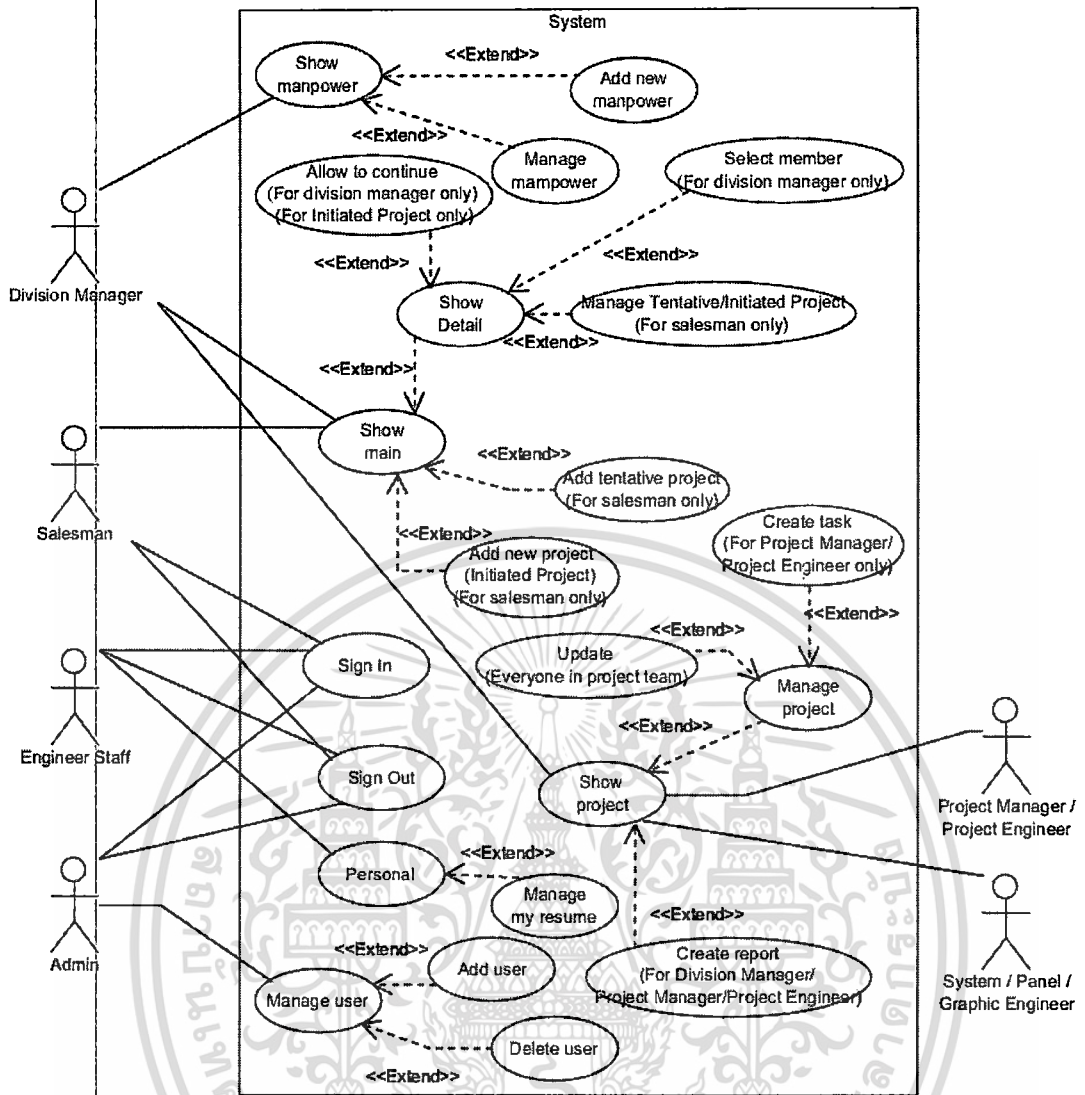 System
<<Extend>>
Show
manpower
Add new
manpower
<<Extend>>
Manage
mampower
Allow to continue
(For division manager only)
(For Initiated Project only)
Select member
(For division manager only)
<<Extend>>
<<Extend>>
Division Manager
Show
Detail
Manage Tentative/Initiated Project
(For salesman only)
<<Extend>>
<<Extend>>
Show
main
<<Extend>>
Add tentative project
(For salesman only)
Salesman
<<Extend>>
Add new project
(Initiated Project)
(For salesman only)
Create task
(For Project Manager/
Project Engineer only)
<<Extend>>
<<Extend>>
Update
(Everyone in project team)
Sign In
Manage
project
Engineer Staff
<<Extend>>
Sign Out
Show
project
Project Manager /
Project Engineer
Personal
<<Extend>>
Manage
my resume
<<Extend>>
Admin
<<Extend>>
Add user
Create report
(For Division Manager/
Project Manager/Project Engineer)
System / Panel /
Graphic Engineer
Manage user
Delete user
<<Extend>>